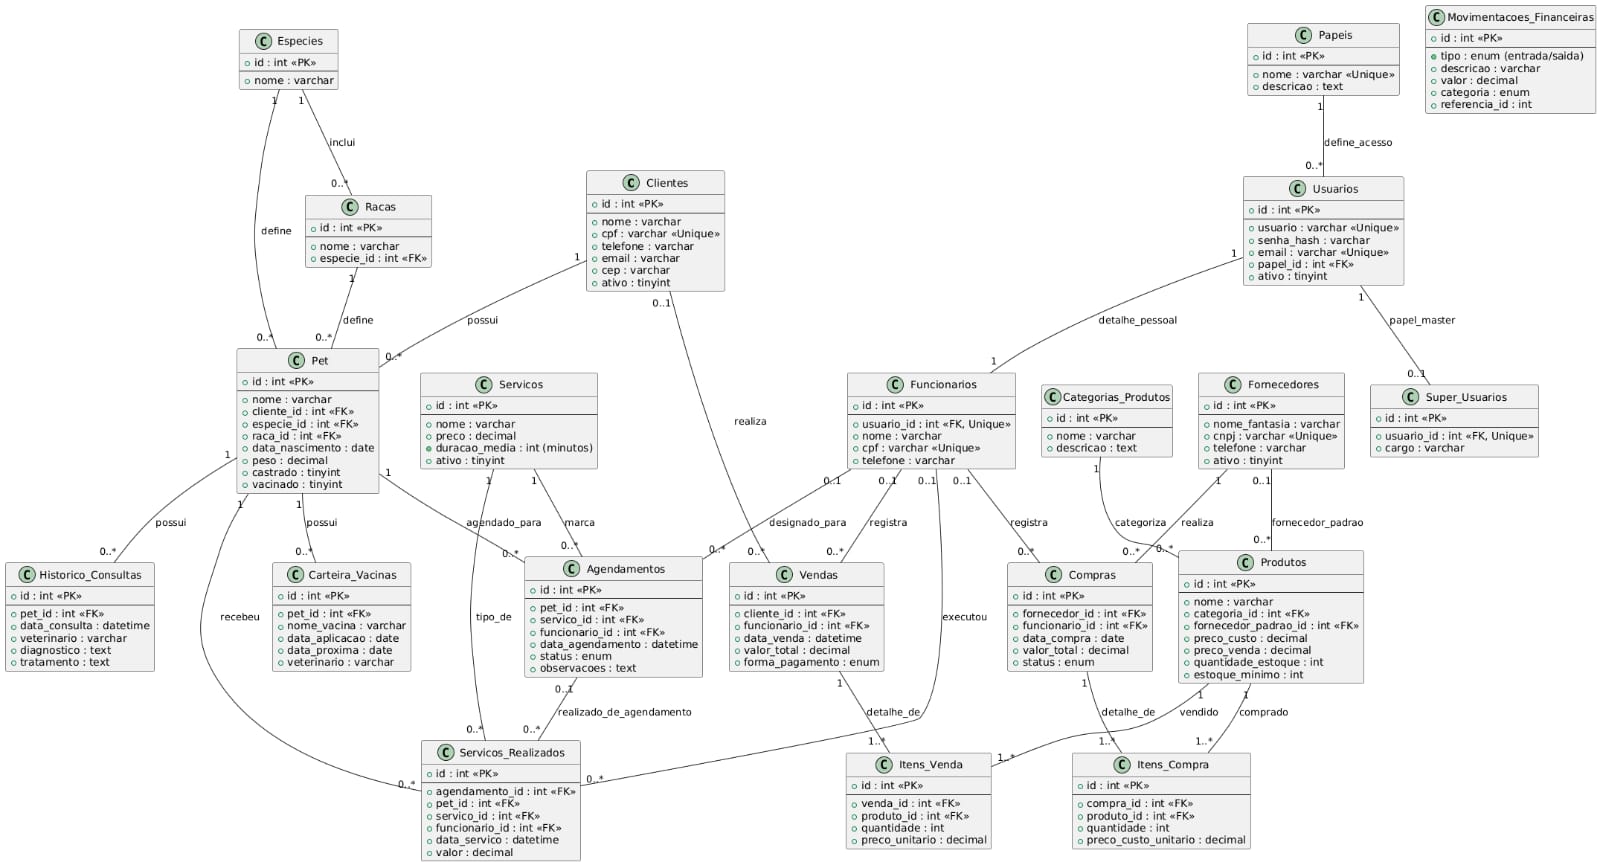 Especies
id : int «PK»
nome : varchar
Papeis
id : int «PK»
nome : varchar «Unique»
descricao : text
Movimentacoes_Financeiras
id : int «PK»
tipo : enum (entrada/saida)
descricao : varchar
valor : decimal
categoria : enum
referencia_id : int
1
1
inclui
0..*
1
define_acesso
0..*
Racas
id : int «PK»
nome : varchar
especie_id : int «FK»
Clientes
id : int «PK»
nome : varchar
cpf : varchar «Unique»
telefone : varchar
email : varchar
cep : varchar
ativo : tinyint
Usuarios
id : int «PK»
usuario : varchar «Unique»
senha_hash : varchar
email : varchar «Unique»
papel_id : int «FK»
ativo : tinyint
define
0..*
1
define
0..*
1
possui
0..*
0..1
realiza
0..*
1
detalhe_pessoal
1
1
papel_master
0..1
Pet
id : int «PK»
nome : varchar
cliente_id : int «FK»
especie_id : int «FK»
raca_id : int «FK»
data_nascimento : date
peso : decimal
castrado : tinyint
vacinado : tinyint
Servicos
id : int «PK»
nome : varchar
preco : decimal
duracao_media : int (minutos)
ativo : tinyint
Funcionarios
id : int «PK»
usuario_id : int «FK, Unique»
nome : varchar
cpf : varchar «Unique»
telefone : varchar
Categorias_Produtos
id : int «PK»
nome : varchar
descricao : text
Fornecedores
id : int «PK»
nome_fantasia : varchar
cnpj : varchar «Unique»
telefone : varchar
ativo : tinyint
Super_Usuarios
id : int «PK»
usuario_id : int «FK, Unique»
cargo : varchar
1
possui
0..*
1
recebeu
0..*
1
possui
0..*
1
agendado_para
0..*
1
tipo_de
0..*
1
marca
0..*
0..1
designado_para
0..*
0..1
registra
0..*
0..1
executou
0..*
0..1
registra
0..*
1
categoriza
0..*
1
realiza
0..*
0..1
fornecedor_padrao
0..*
Historico_Consultas
id : int «PK»
pet_id : int «FK»
data_consulta : datetime
veterinario : varchar
diagnostico : text
tratamento : text
Carteira_Vacinas
id : int «PK»
pet_id : int «FK»
nome_vacina : varchar
data_aplicacao : date
data_proxima : date
veterinario : varchar
Agendamentos
id : int «PK»
pet_id : int «FK»
servico_id : int «FK»
funcionario_id : int «FK»
data_agendamento : datetime
status : enum
observacoes : text
Vendas
id : int «PK»
cliente_id : int «FK»
funcionario_id : int «FK»
data_venda : datetime
valor_total : decimal
forma_pagamento : enum
Compras
id : int «PK»
fornecedor_id : int «FK»
funcionario_id : int «FK»
data_compra : date
valor_total : decimal
status : enum
Produtos
id : int «PK»
nome : varchar
categoria_id : int «FK»
fornecedor_padrao_id : int «FK»
preco_custo : decimal
preco_venda : decimal
quantidade_estoque : int
estoque_minimo : int
0..1
realizado_de_agendamento
0..*
1
detalhe_de
1..*
1
detalhe_de
1..*
1
vendido
1..*
1
comprado
1..*
Servicos_Realizados
id : int «PK»
agendamento_id : int «FK»
pet_id : int «FK»
servico_id : int «FK»
funcionario_id : int «FK»
data_servico : datetime
valor : decimal
Itens_Venda
id : int «PK»
venda_id : int «FK»
produto_id : int «FK»
quantidade : int
preco_unitario : decimal
Itens_Compra
id : int «PK»
compra_id : int «FK»
produto_id : int «FK»
quantidade : int
preco_custo_unitario : decimal